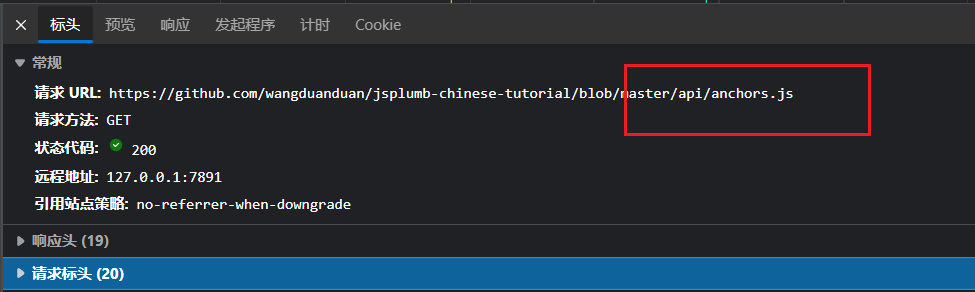 标头 预览 响应 发起程序 计时 Cookie
常规
请求 URL: https://github.com/wangduanduan/jsplumb-chinese-tutorial/blob/master/api/anchors.js
请求方法: GET
状态代码: 200
远程地址: 127.0.0.1:7891
引用站点策略: no-referrer-when-downgrade
响应头 (19)
请求标头 (20)